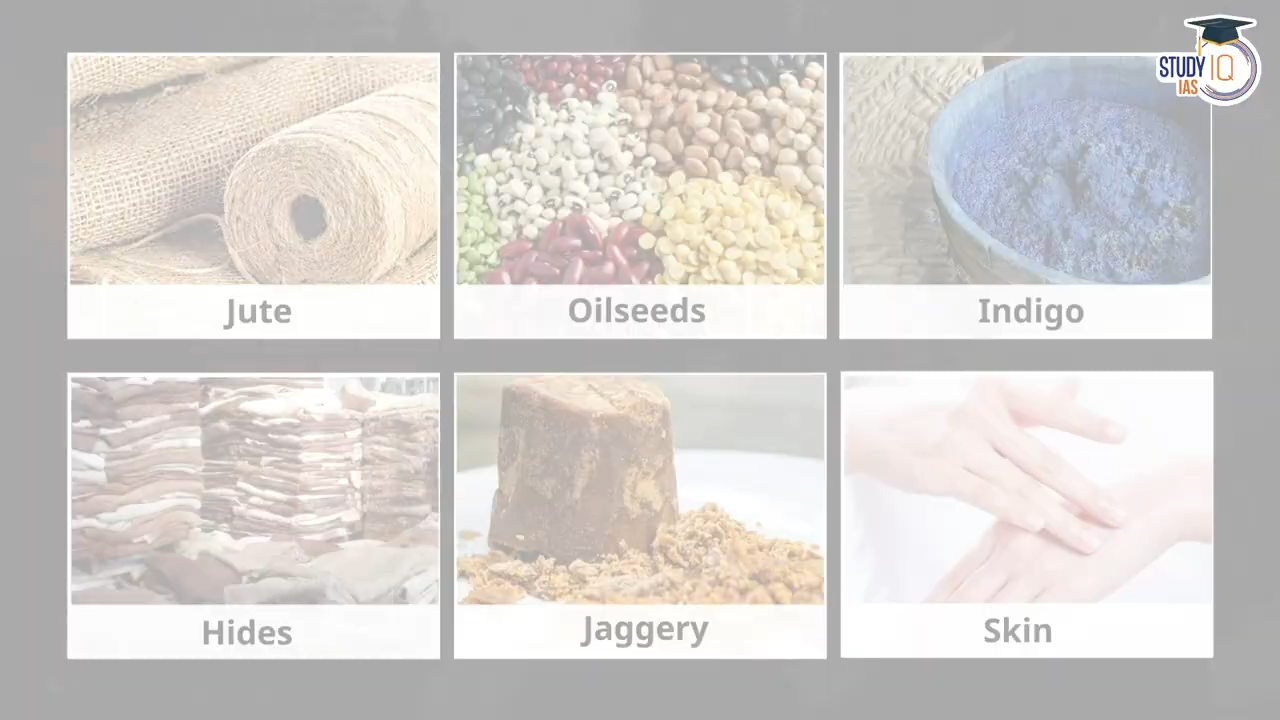 STUDY IQ
IAS
Jute
Oilseeds
Indigo
Hides
Jaggery
Skin